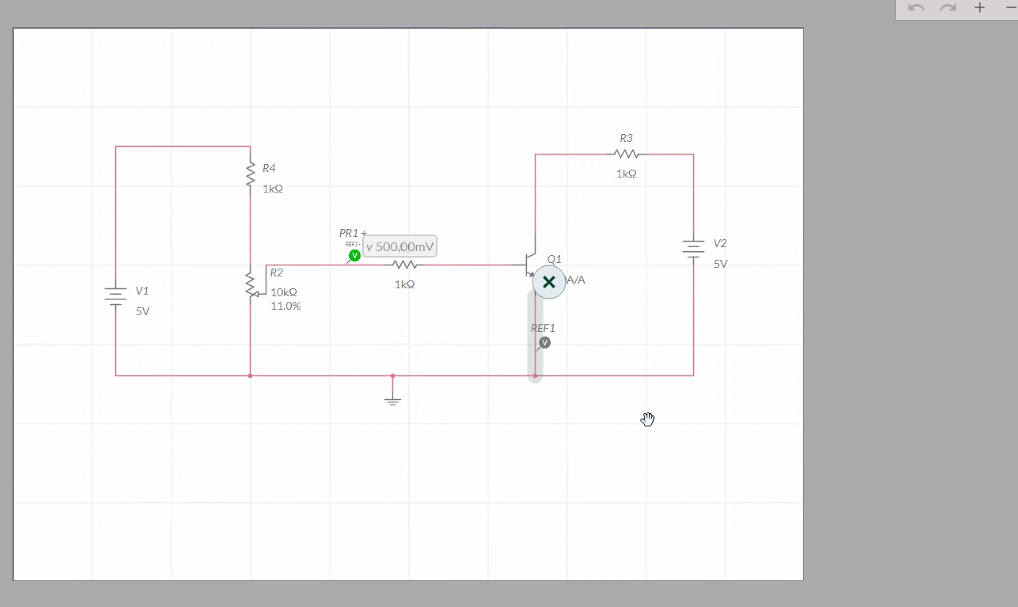 R3
R4
1kΩ
1kΩ
PR1+
REF1-
V
v 500.00mV
V2
5V
Q1
A/A
R2
10kΩ
11.0%
1kΩ
V1
5V
REF1
V